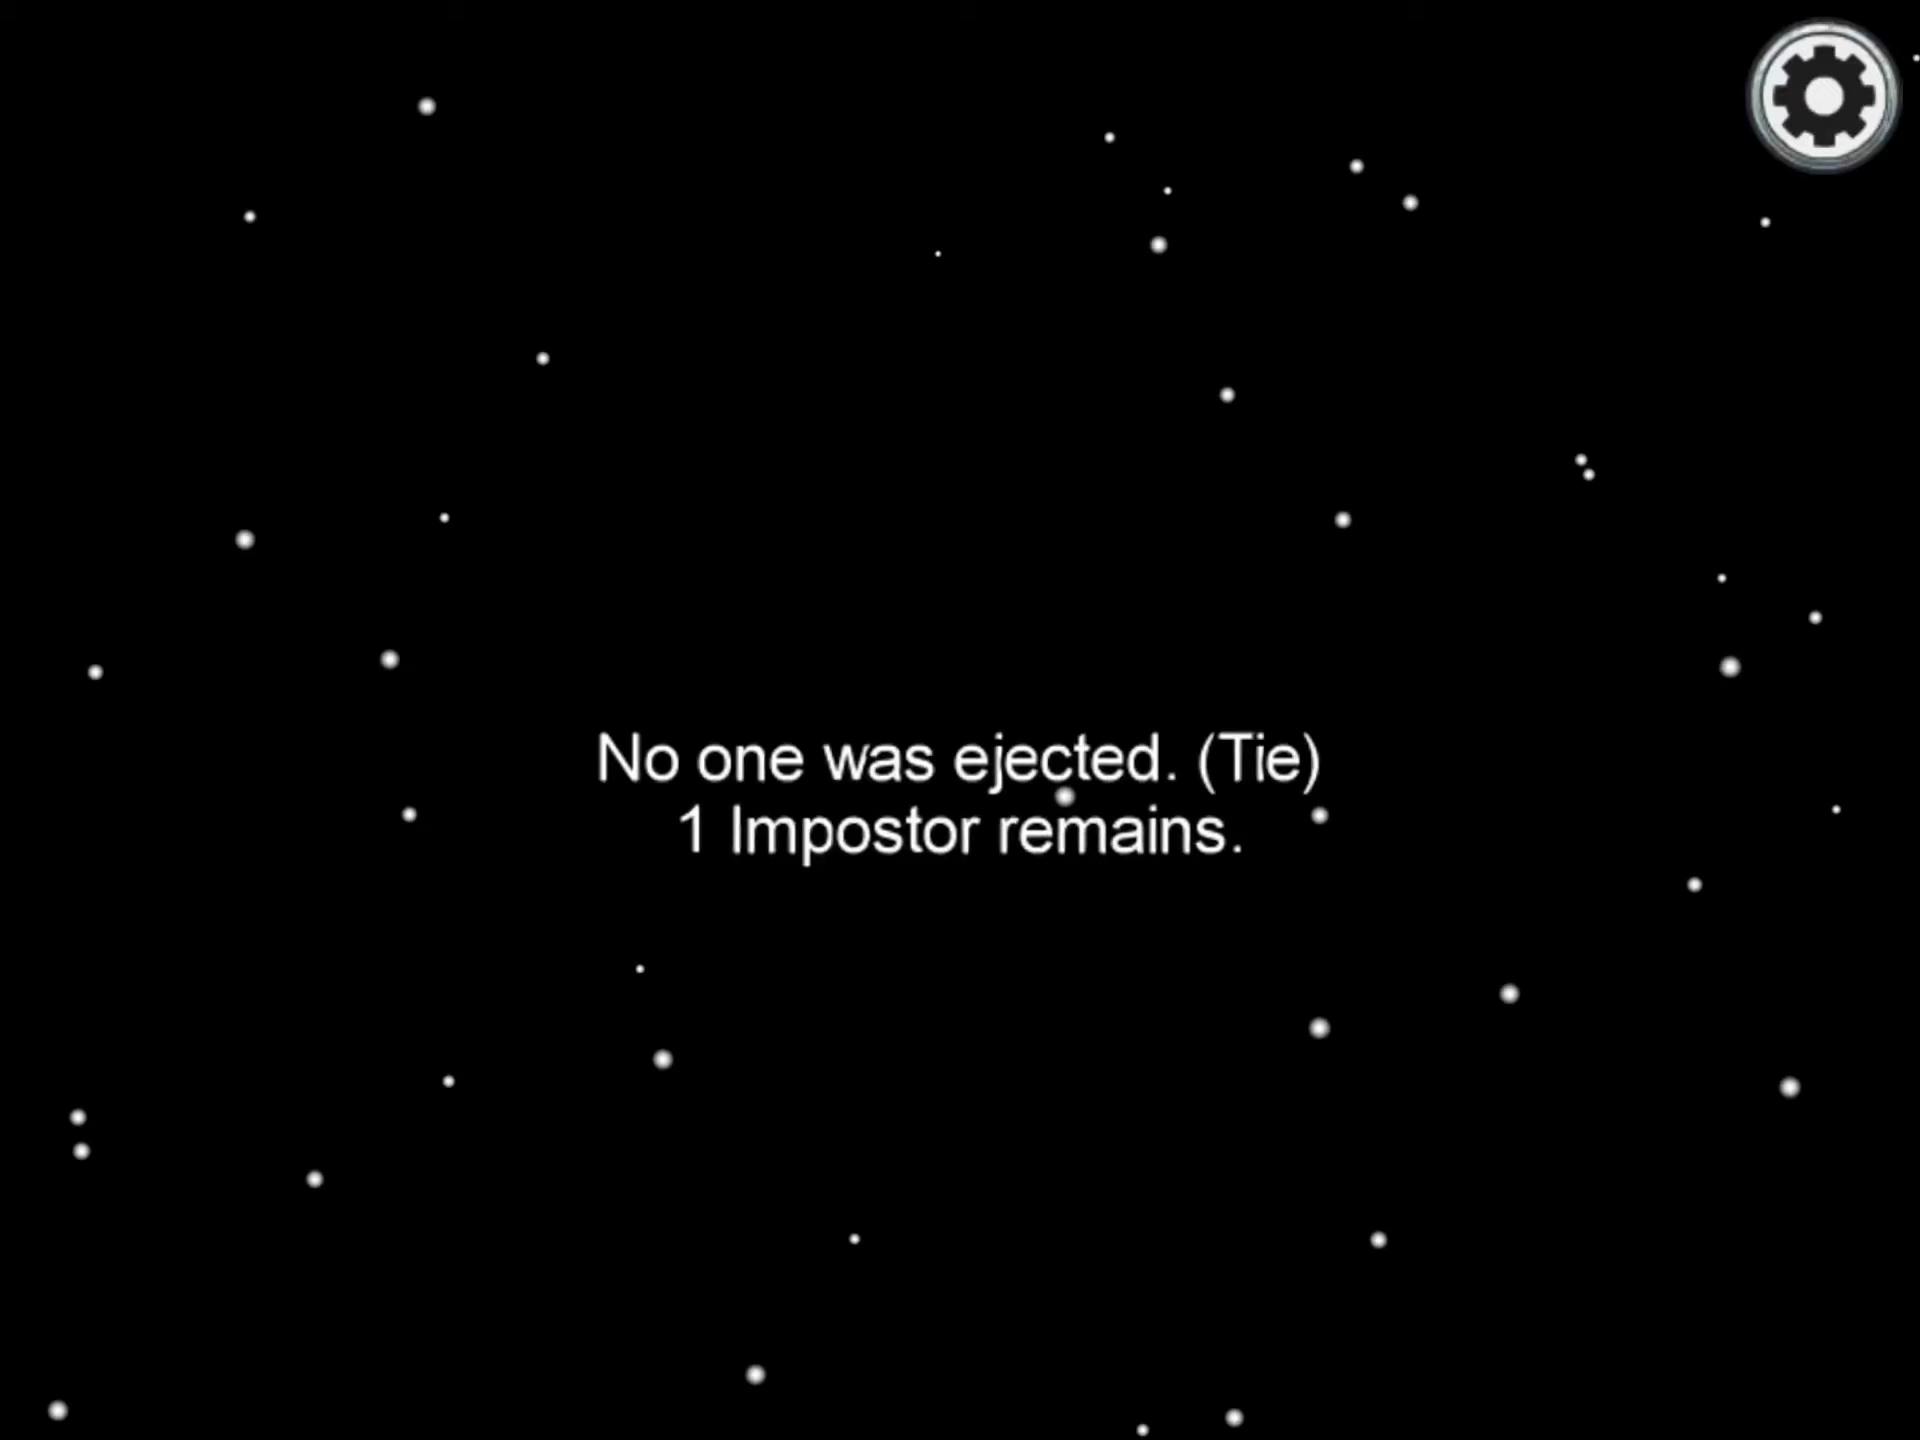 No one was ejected. (Tie)
1 Impostor remains.